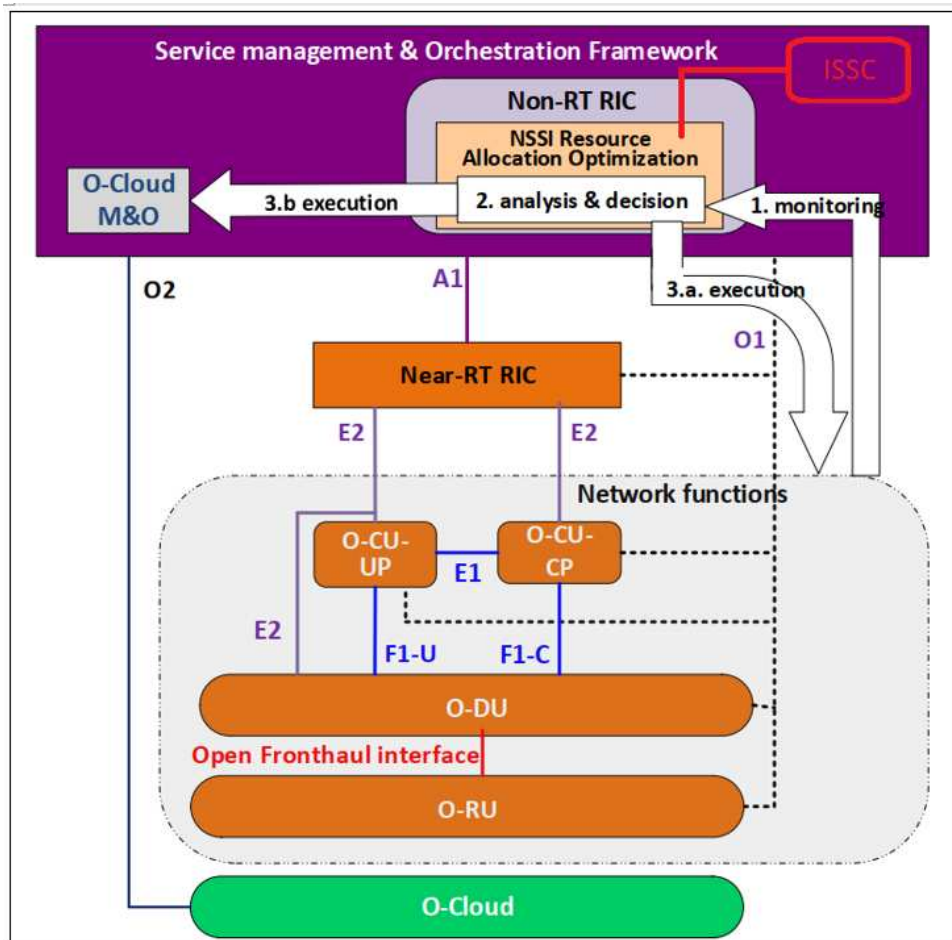 Service management & Orchestration Framework
ISSC
Non-RT RIC
NSSI Resource
Allocation Optimization
O-Cloud
M&O
3.b execution
2. analysis & decision
1. monitoring
O2
A1
3.a. execution
O1
Near-RT RIC
E2
E2
Network functions
O-CU-
UP
E1
O-CU-
CP
E2
F1-U
F1-C
O-DU
Open Fronthaul interface
O-RU
O-Cloud